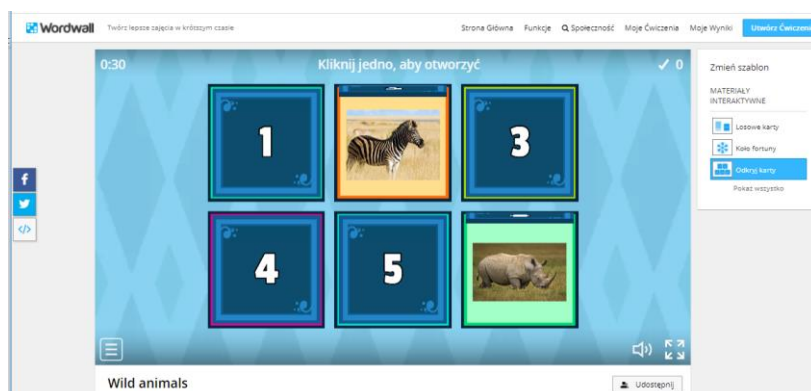 Wordwall Twórz lepsze zajęcia w krótszym czasie Strona Główna Funkcje Społeczność Moje Ćwiczenia Moje Wyniki Utwórz Ćwiczenie
0:30 Kliknij jedno, aby otworzyć ✓ 0
Zmień szablon
MATERIAŁY
INTERAKTYWNE
Losowe karty
Koło fortuny
Odkryj karty
Pokaż wszystko
1 3
4 5
Wild animals
Udostępnij